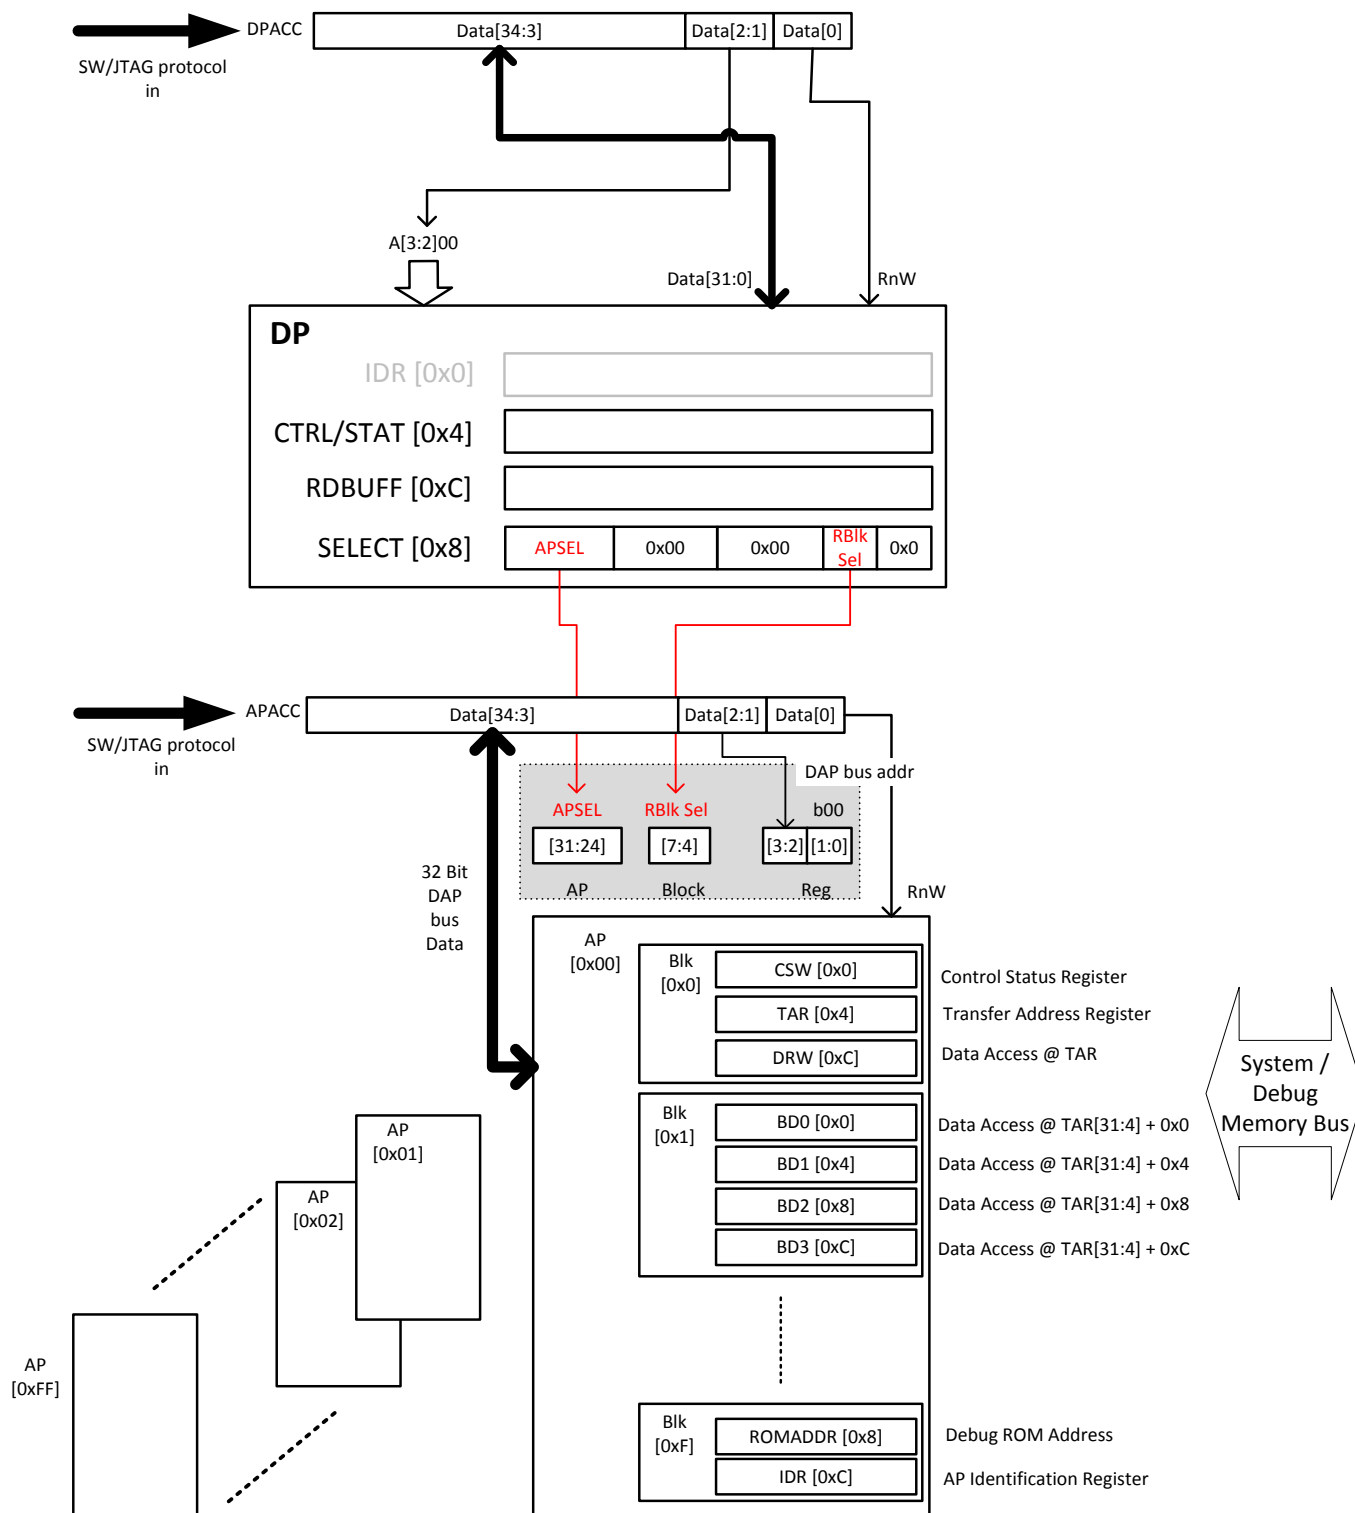 DPACC
Data[34:3]
Data[2:1]
Data[0]
SW/JTAG protocol
in
A[3:2]00
Data[31:0]
RnW
DP
IDR [0x0]
CTRL/STAT [0x4]
RDBUFF [0xC]
SELECT [0x8]
APSEL
0x00
0x00
RBlk
Sel
0x0
APACC
Data[34:3]
Data[2:1]
Data[0]
SW/JTAG protocol
in
DAP bus addr
APSEL
RBlk Sel
b00
[31:24]
[7:4]
[3:2]
[1:0]
AP
Block
Reg
RnW
32 Bit
DAP
bus
Data
AP
[0x00]
Blk
[0x0]
CSW [0x0]
Control Status Register
TAR [0x4]
Transfer Address Register
DRW [0xC]
Data Access @ TAR
System /
Debug
Memory Bus
Blk
[0x1]
BD0 [0x0]
Data Access @ TAR[31:4] + 0x0
BD1 [0x4]
Data Access @ TAR[31:4] + 0x4
BD2 [0x8]
Data Access @ TAR[31:4] + 0x8
BD3 [0xC]
Data Access @ TAR[31:4] + 0xC
AP
[0x01]
AP
[0x02]
AP
[0xFF]
Blk
[0xF]
ROMADDR [0x8]
Debug ROM Address
IDR [0xC]
AP Identification Register